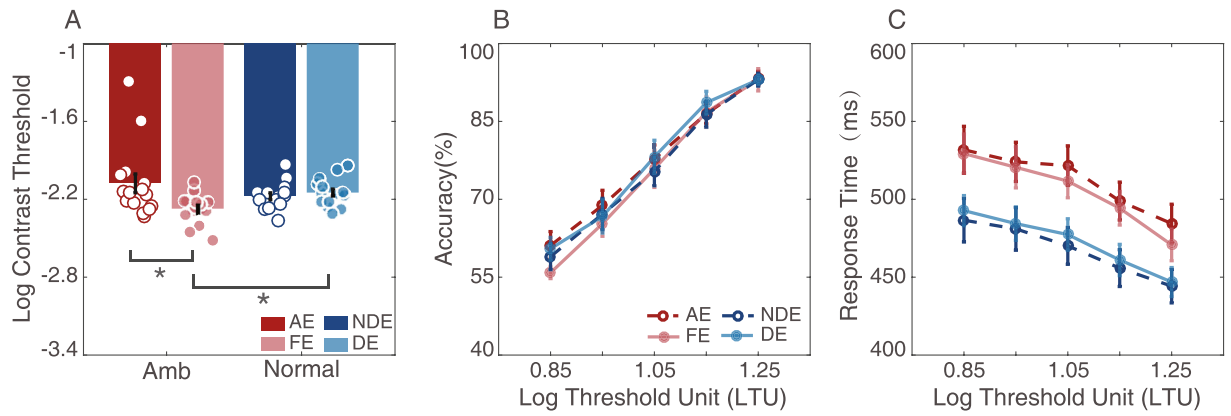 A
Log Contrast Threshold
-1
-1.6
-2.2
-2.8
-3.4
*
*
AE NDE
FE DE
Amb Normal
B
Accuracy(%)
100
85
70
55
40
AE NDE
FE DE
0.85 1.05 1.25
Log Threshold Unit (LTU)
C
Response Time (ms)
600
550
500
450
400
0.85 1.05 1.25
Log Threshold Unit (LTU)